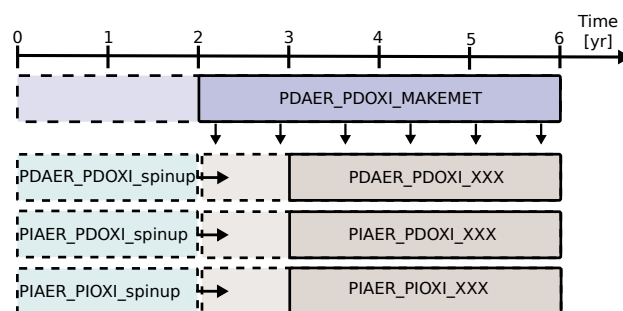 Time
[yr]
0 1 2 3 4 5 6
PDAER_PDOXI_MAKEMET
PDAER_PDOXI_spinup PDAER_PDOXI_XXX
PIAER_PDOXI_spinup PIAER_PDOXI_XXX
PIAER_PIOXI_spinup PIAER_PIOXI_XXX